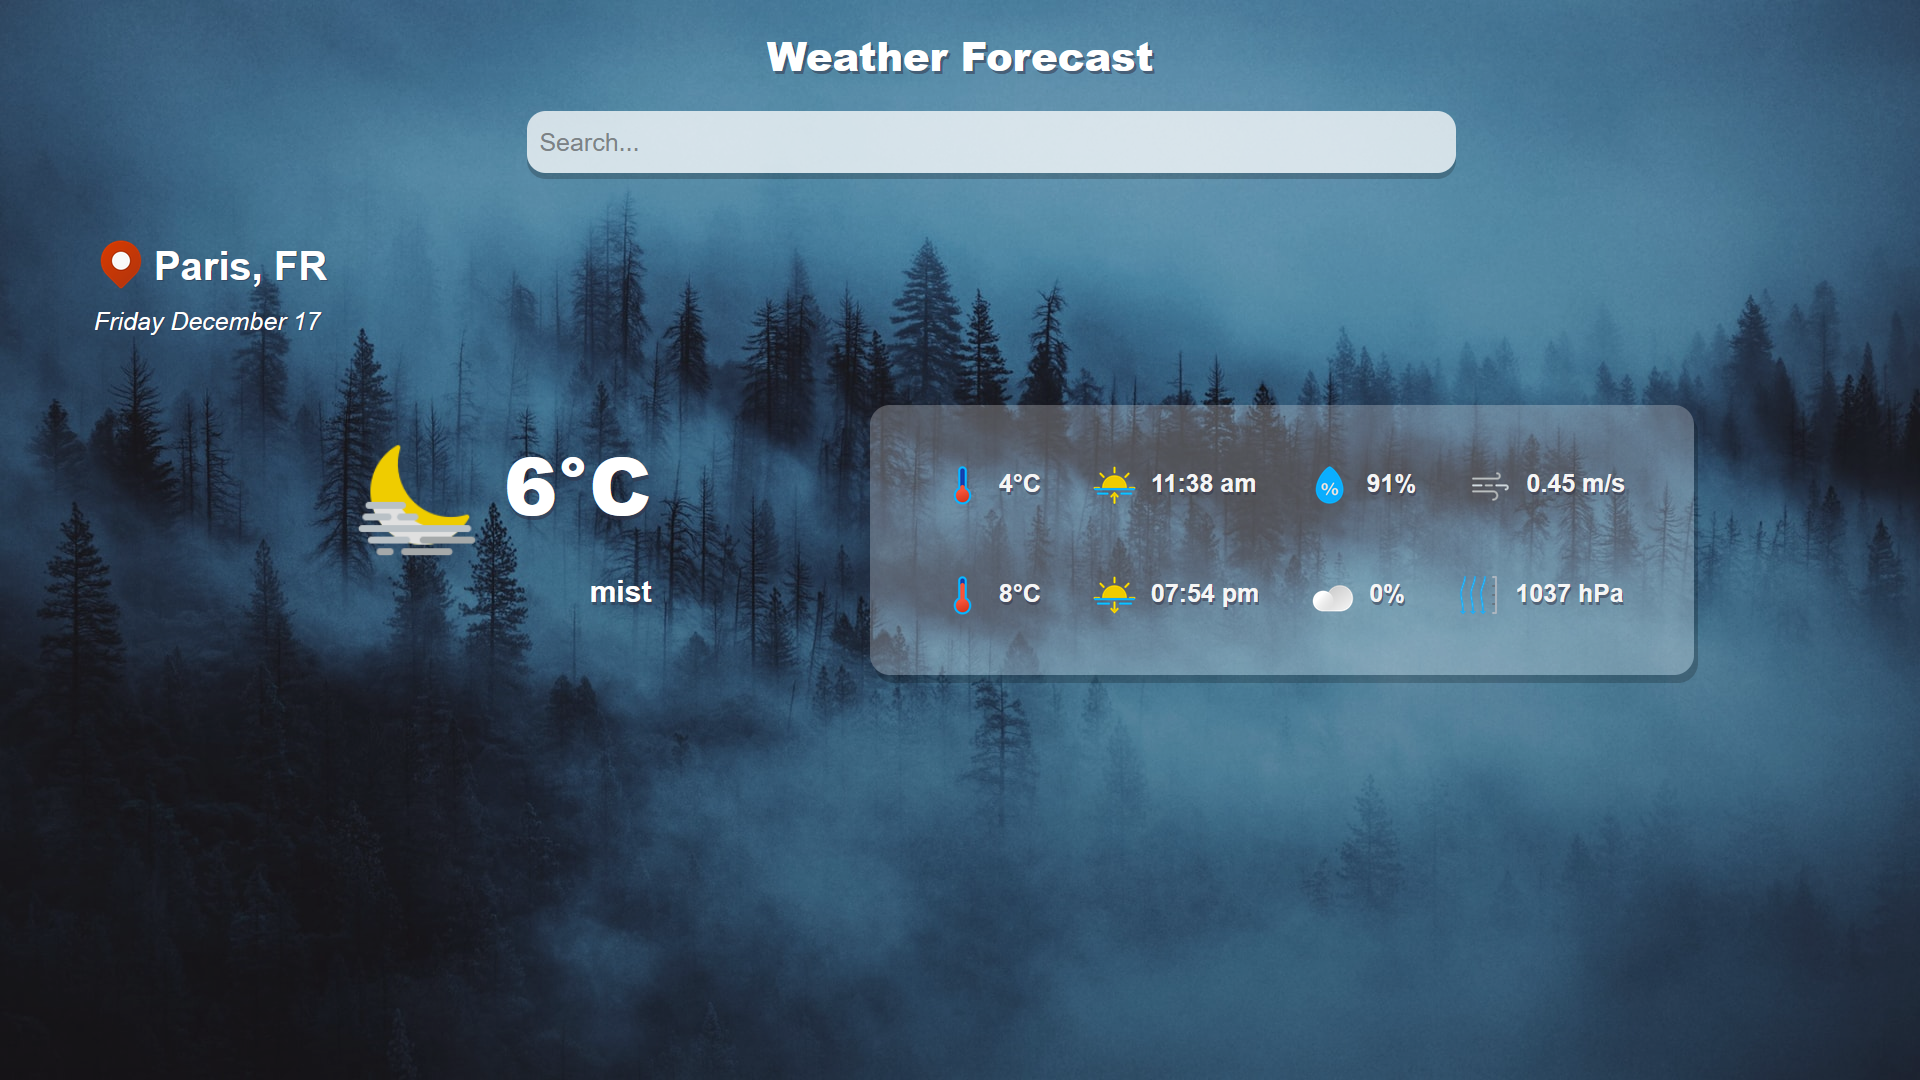 Weather Forecast
Search...
Paris, FR
Friday December 17
6°C
mist
4°C 11:38 am % 91% 0.45 m/s
8°C 07:54 pm 0% 1037 hPa